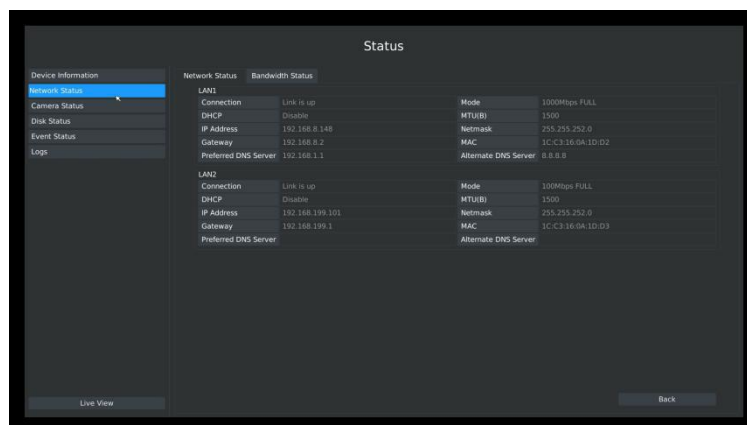 Status
Device Information
Network Status
Camera Status
Disk Status
Event Status
Logs
Live View
Network Status Bandwidth Status
LAN1
Connection Link is up Mode 1000Mbps FULL
DHCP Disable MTU(B) 1500
IP Address 192.168.8.148 Netmask 255.255.252.0
Gateway 192.168.8.2 MAC 1C:C3:16:0A:1D:D2
Preferred DNS Server 192.168.1.1 Alternate DNS Server 8.8.8.8
LAN2
Connection Link is up Mode 100Mbps FULL
DHCP Disable MTU(B) 1500
IP Address 192.168.199.101 Netmask 255.255.252.0
Gateway 192.168.199.1 MAC 1C:C3:16:0A:1D:D3
Preferred DNS Server Alternate DNS Server
Back